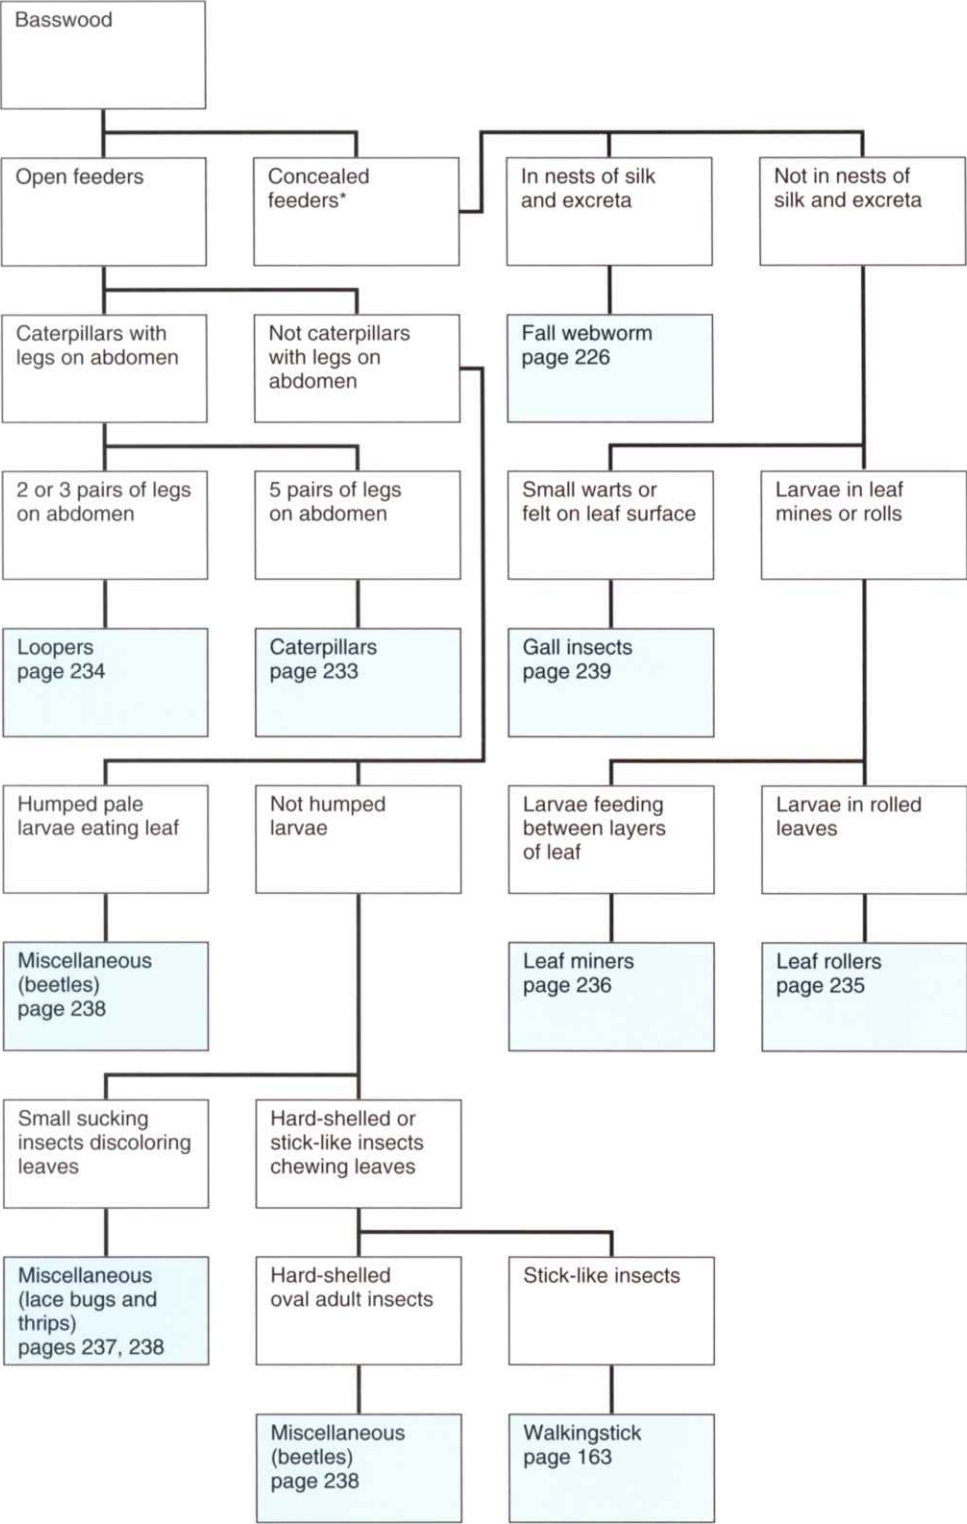 Basswood
Open feeders
Concealed
feeders*
In nests of silk
and excreta
Not in nests of
silk and excreta
Caterpillars with
legs on abdomen
Not caterpillars
with legs on
abdomen
Fall webworm
page 226
2 or 3 pairs of legs
on abdomen
5 pairs of legs
on abdomen
Small warts or
felt on leaf surface
Larvae in leaf
mines or rolls
Loopers
page 234
Caterpillars
page 233
Gall insects
page 239
Humped pale
larvae eating leaf
Not humped
larvae
Larvae feeding
between layers
of leaf
Larvae in rolled
leaves
Miscellaneous
(beetles)
page 238
Leaf miners
page 236
Leaf rollers
page 235
Small sucking
insects discoloring
leaves
Hard-shelled or
stick-like insects
chewing leaves
Miscellaneous
(lace bugs and
thrips)
pages 237, 238
Hard-shelled
oval adult insects
Stick-like insects
Miscellaneous
(beetles)
page 238
Walkingstick
page 163